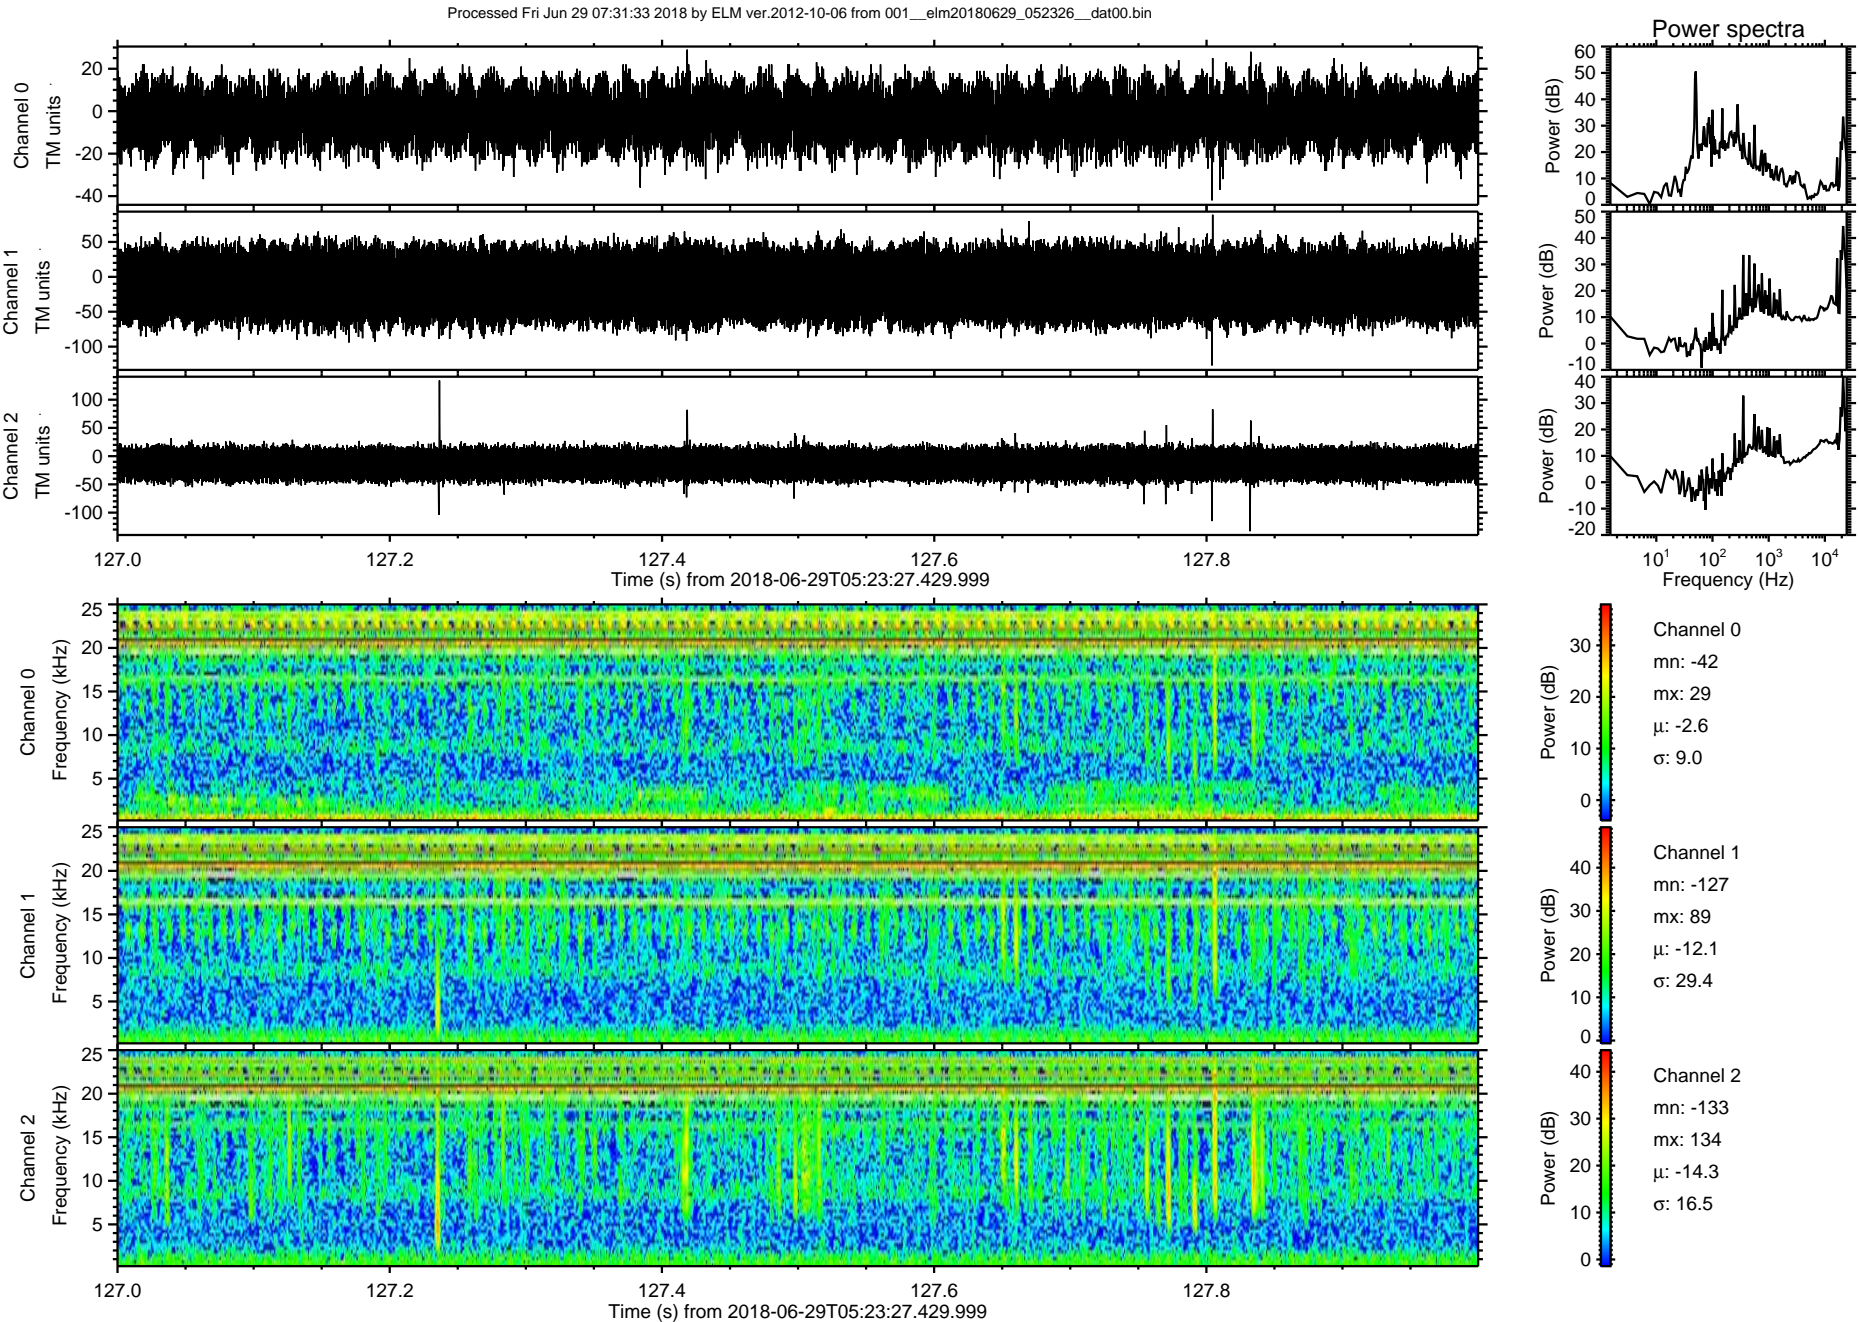 Processed Fri Jun 29 07:31:33 2018 by ELM ver.2012-10-06 from 001__elm20180629_052326__dat00.bin
Power spectra
Channel 0
TM units
20
0
-20
-40
Power (dB)
60
50
40
30
20
10
0
Channel 1
TM units
50
0
-50
-100
Power (dB)
50
40
30
20
10
0
-10
Channel 2
TM units
100
50
0
-50
-100
Power (dB)
40
30
20
10
0
-10
-20
127.0 127.2 127.4 127.6 127.8
Time (s) from 2018-06-29T05:23:27.429.999
10^1 10^2 10^3 10^4
Frequency (Hz)
Channel 0
Frequency (kHz)
25
20
15
10
5
Power (dB)
30
20
10
0
Channel 0
mn: -42
mx: 29
µ: -2.6
σ: 9.0
Channel 1
Frequency (kHz)
25
20
15
10
5
Power (dB)
40
30
20
10
0
Channel 1
mn: -127
mx: 89
µ: -12.1
σ: 29.4
Channel 2
Frequency (kHz)
25
20
15
10
5
Power (dB)
40
30
20
10
0
Channel 2
mn: -133
mx: 134
µ: -14.3
σ: 16.5
127.0 127.2 127.4 127.6 127.8
Time (s) from 2018-06-29T05:23:27.429.999